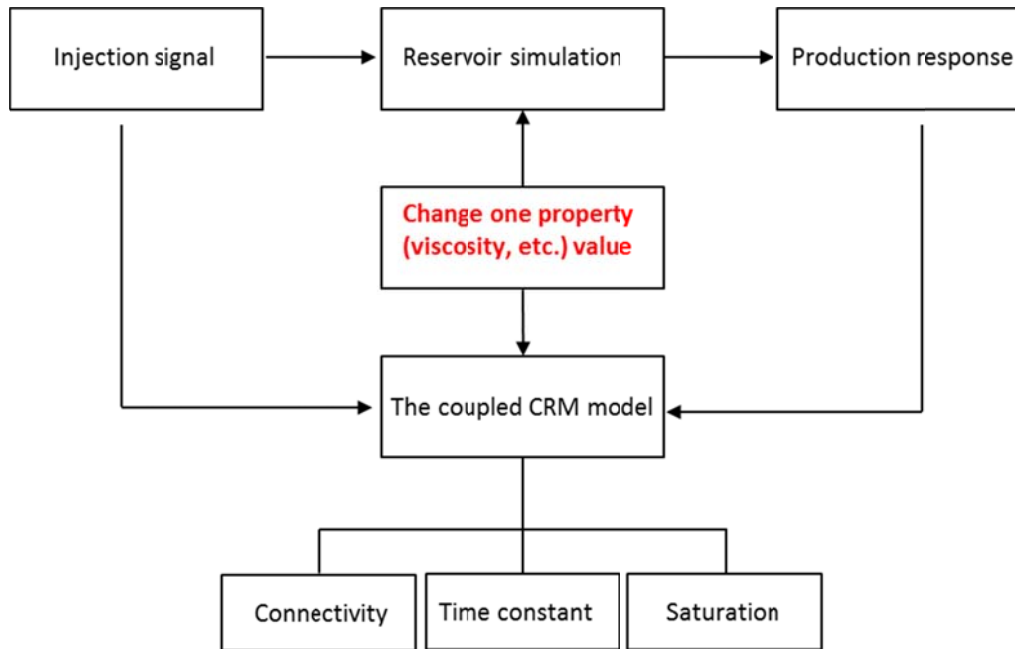 Injection signal
Reservoir simulation
Production response
Change one property
(viscosity, etc.) value
The coupled CRM model
Connectivity
Time constant
Saturation